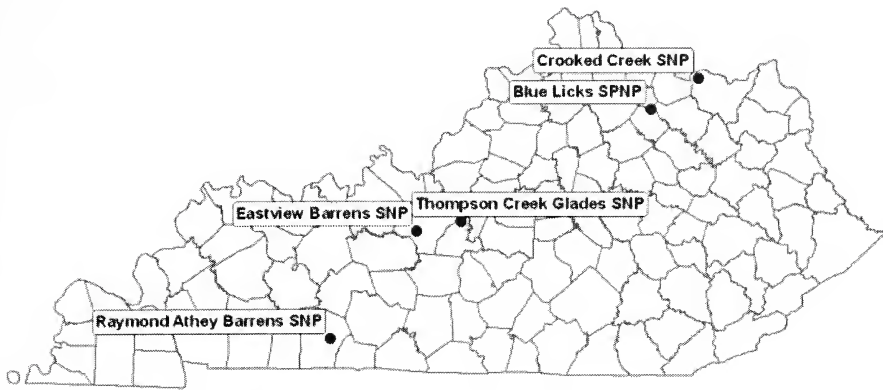 Crooked Creek SNP
Blue Licks SPNP
Thompson Creek Glades SNP
Eastview Barrens SNP
Raymond Athey Barrens SNP